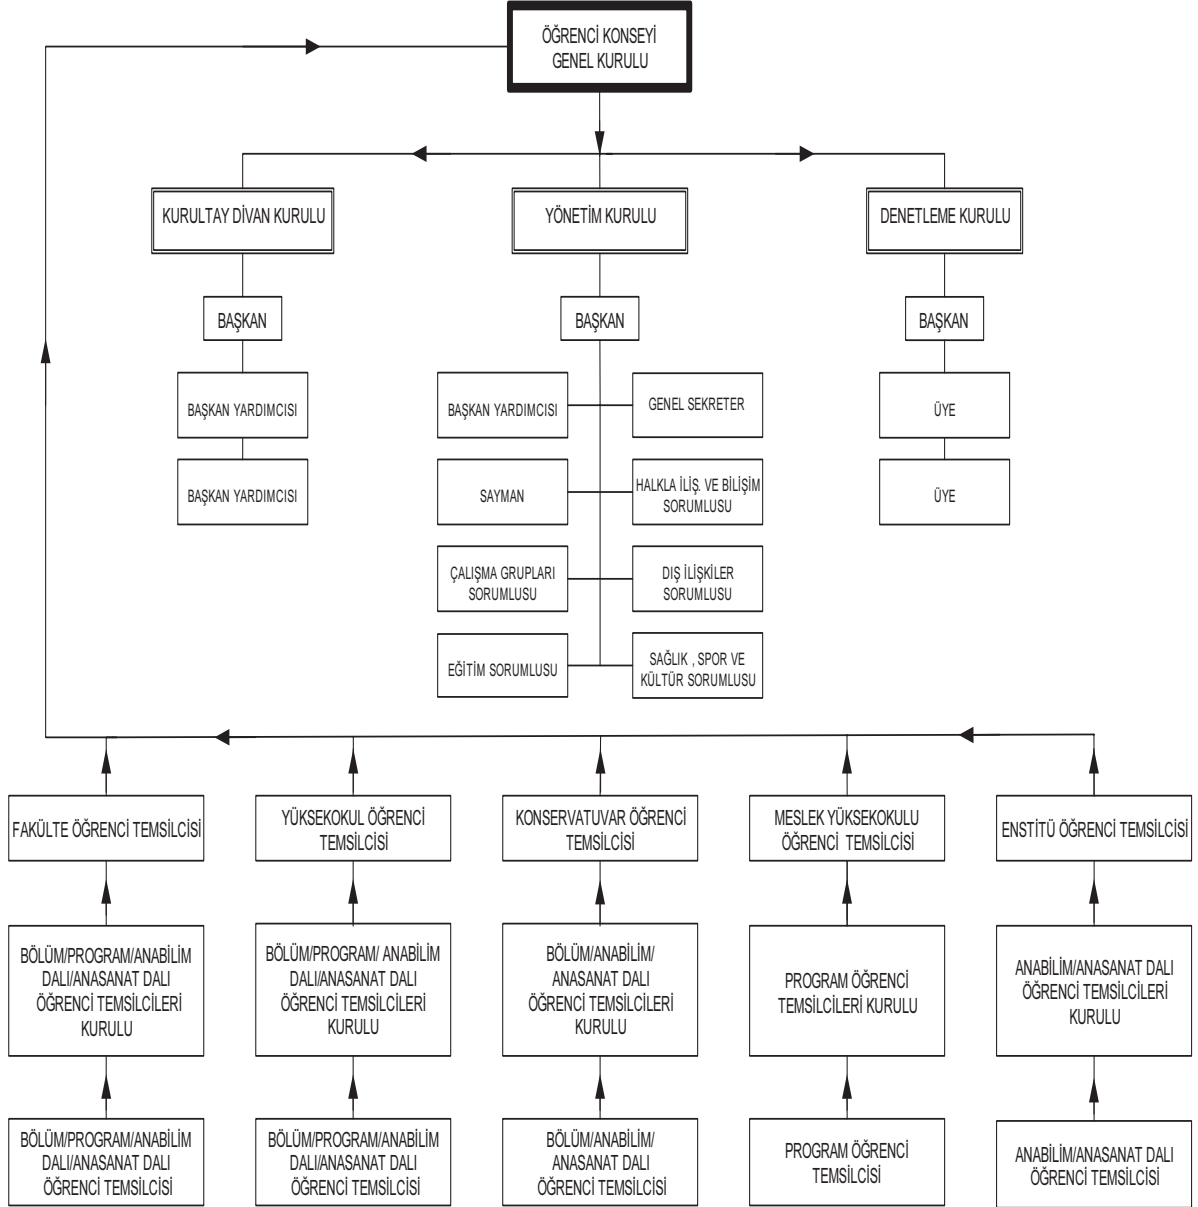 ÖĞRENCİ KONSEYİ
GENEL KURULU
KURULTAY DİVAN KURULU
YÖNETİM KURULU
DENETLEME KURULU
BAŞKAN
BAŞKAN
BAŞKAN
BAŞKAN YARDIMCISI
BAŞKAN YARDIMCISI
GENEL SEKRETER
ÜYE
BAŞKAN YARDIMCISI
SAYMAN
HALKLA İLİŞ. VE BİLİŞİM
SORUMLUSU
ÜYE
ÇALIŞMA GRUPLARI
SORUMLUSU
DIŞ İLİŞKİLER
SORUMLUSU
EĞİTİM SORUMLUSU
SAĞLIK , SPOR VE
KÜLTÜR SORUMLUSU
FAKÜLTE ÖĞRENCİ TEMSİLCİSİ
YÜKSEKOKUL ÖĞRENCİ
TEMSİLCİSİ
KONSERVATUVAR ÖĞRENCİ
TEMSİLCİSİ
MESLEK YÜKSEKOKULU
ÖĞRENCİ TEMSİLCİSİ
ENSTİTÜ ÖĞRENCİ TEMSİLCİSİ
BÖLÜM/PROGRAM/ANABİLİM
DALI/ANASANAT DALI
ÖĞRENCİ TEMSİLCİLERİ
KURULU
BÖLÜM/PROGRAM/ ANABİLİM
DALI/ANASANAT DALI
ÖĞRENCİ TEMSİLCİLERİ
KURULU
BÖLÜM/ANABİLİM/
ANASANAT DALI
ÖĞRENCİ TEMSİLCİLERİ
KURULU
PROGRAM ÖĞRENCİ
TEMSİLCİLERİ KURULU
ANABİLİM/ANASANAT DALI
ÖĞRENCİ TEMSİLCİLERİ
KURULU
BÖLÜM/PROGRAM/ANABİLİM
DALI/ANASANAT DALI
ÖĞRENCİ TEMSİLCİSİ
BÖLÜM/PROGRAM/ANABİLİM
DALI/ANASANAT DALI
ÖĞRENCİ TEMSİLCİSİ
BÖLÜM/ANABİLİM/
ANASANAT DALI
ÖĞRENCİ TEMSİLCİSİ
PROGRAM ÖĞRENCİ
TEMSİLCİSİ
ANABİLİM/ANASANAT DALI
ÖĞRENCİ TEMSİLCİSİ